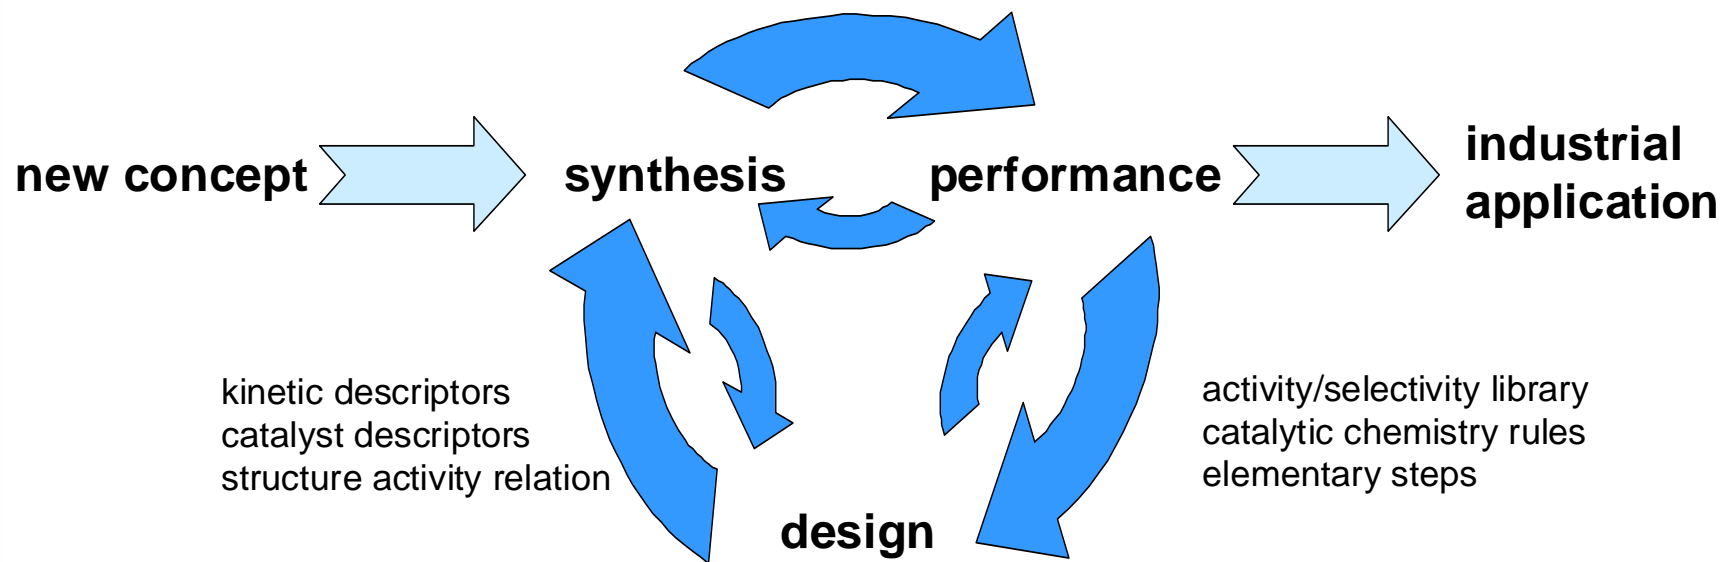 new concept
synthesis
performance
industrial
application
kinetic descriptors
catalyst descriptors
structure activity relation
activity/selectivity library
catalytic chemistry rules
elementary steps
design